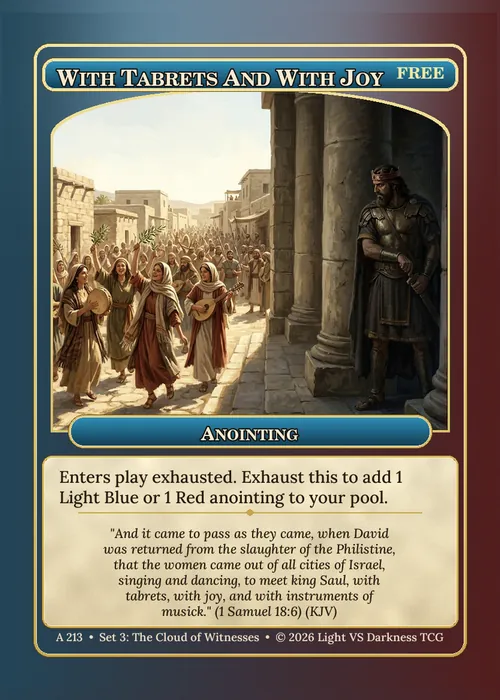 With Tabrets And With Joy FREE
Anointing
Enters play exhausted. Exhaust this to add 1
Light Blue or 1 Red anointing to your pool.
"And it came to pass as they came, when David
was returned from the slaughter of the Philistine,
that the women came out of all cities of Israel,
singing and dancing, to meet king Saul, with
tabrets, with joy, and with instruments of
musick." (1 Samuel 18:6) (KJV)
A 213 • Set 3: The Cloud of Witnesses • © 2026 Light VS Darkness TCG